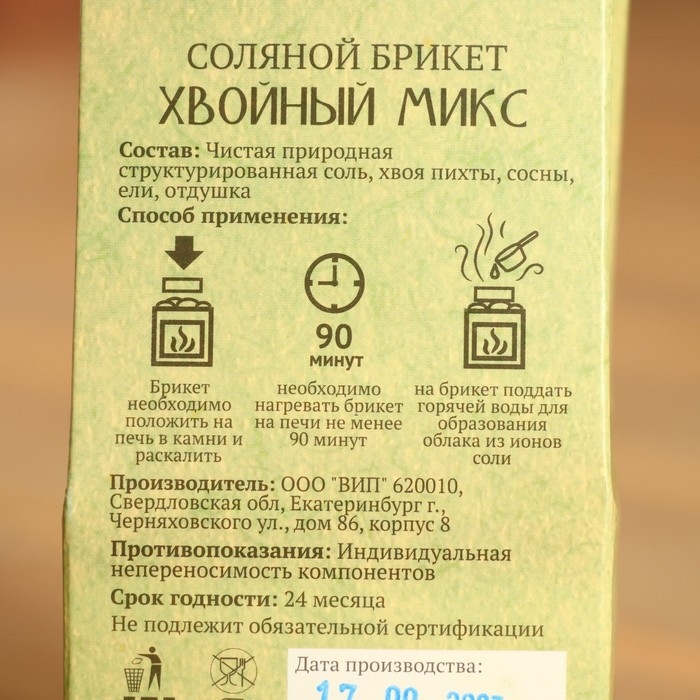 СОЛЯНОЙ БРИКЕТ
ХВОЙНЫЙ МИКС
Состав: Чистая природная
структурированная соль, хвоя пихты, сосны,
ели, отдушка
Способ применения:
90
минут
Брикет
необходимо
положить на
печь в камни и
раскалить
необходимо
нагревать брикет
на печи не менее
90 минут
на брикет поддать
горячей воды для
образования
облака из ионов
соли
Производитель: ООО "ВИП" 620010,
Свердловская обл, Екатеринбург г.,
Черняховского ул., дом 86, корпус 8
Противопоказания: Индивидуальная
непереносимость компонентов
Срок годности: 24 месяца
Не подлежит обязательной сертификации
Дата производства:
17